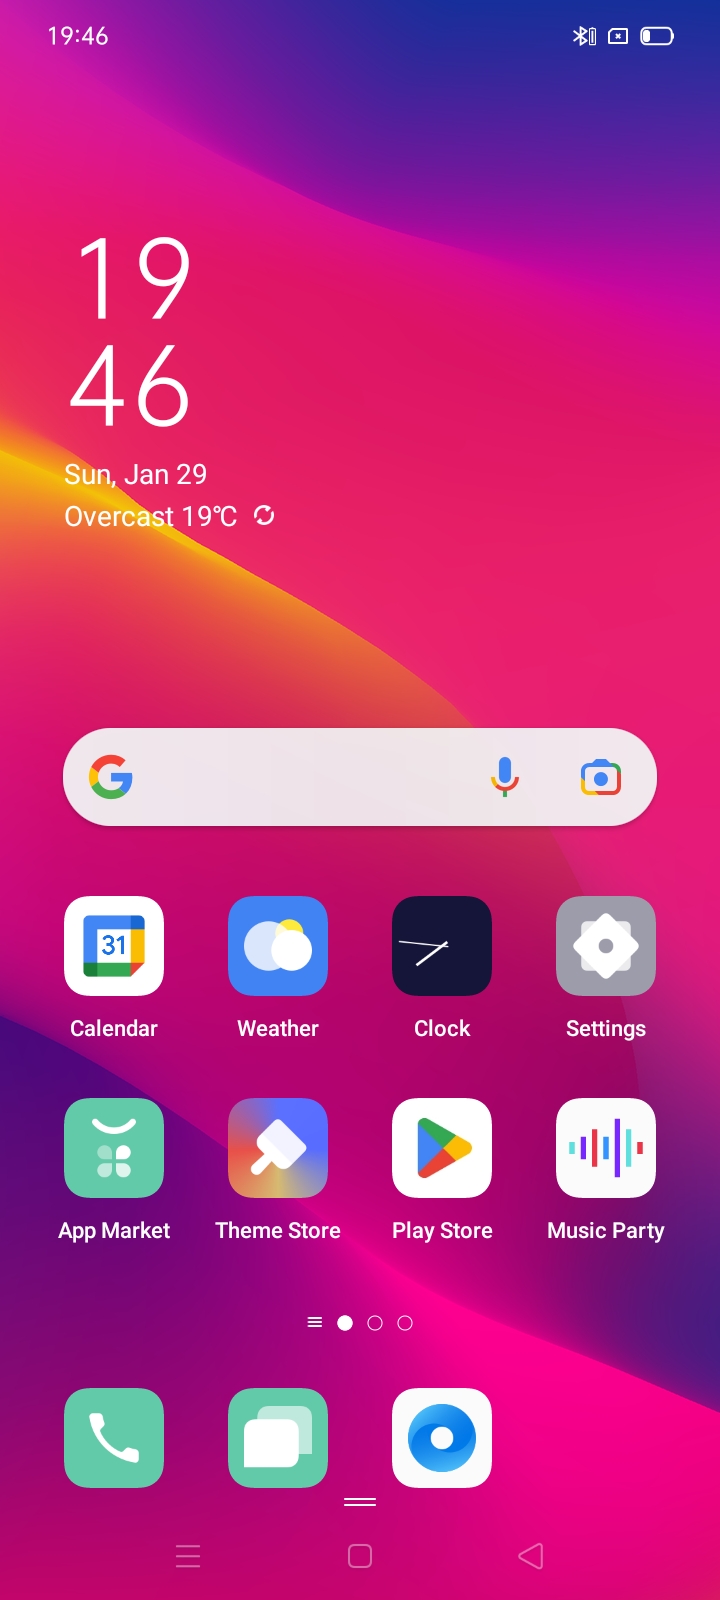 19:46
19
46
Sun, Jan 29
Overcast 19℃
31
Calendar
Weather
Clock
Settings
App Market
Theme Store
Play Store
Music Party